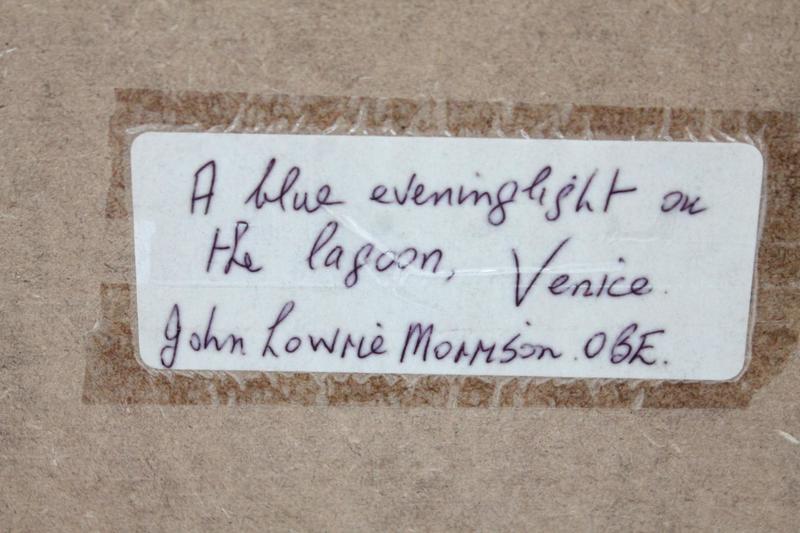 A blue eveninglight on
the lagoon, Venice.
John Lowrie Morrison. OBE.